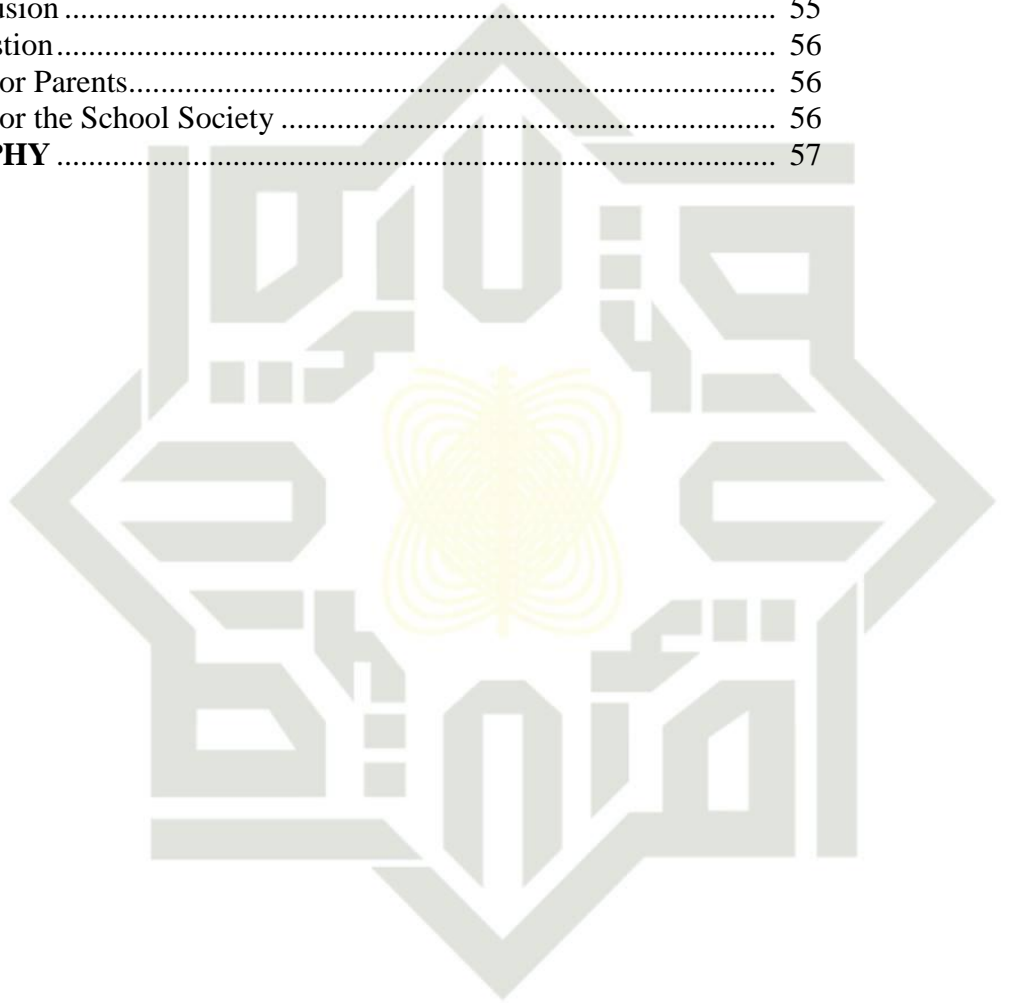 usion ........................................................................................................ 55
stion ......................................................................................................... 56
or Parents.................................................................................................. 56
or the School Society .............................................................................. 56
PHY .......................................................................................................... 57